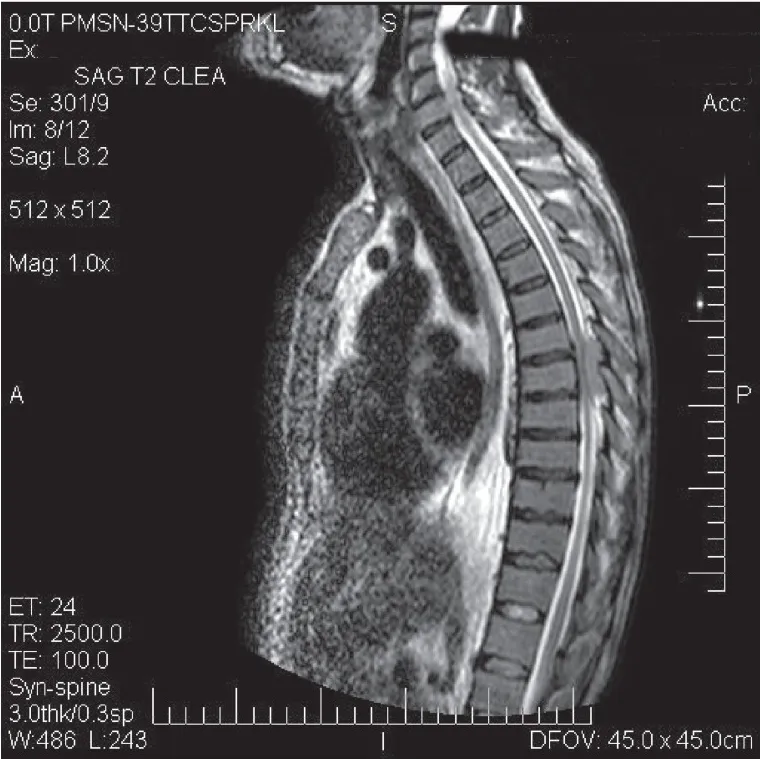 0.0T PMSN-39TTCSPRKL
S
Ex:
SAG T2 CLEA
Se: 301/9
Acc:
Im: 8/12
Sag: L8.2
512 x 512
Mag: 1.0x
A
P
ET: 24
TR: 2500.0
TE: 100.0
Syn-spine
3.0thk/0.3sp
W:486 L:243
I
DFOV: 45.0 x 45.0cm